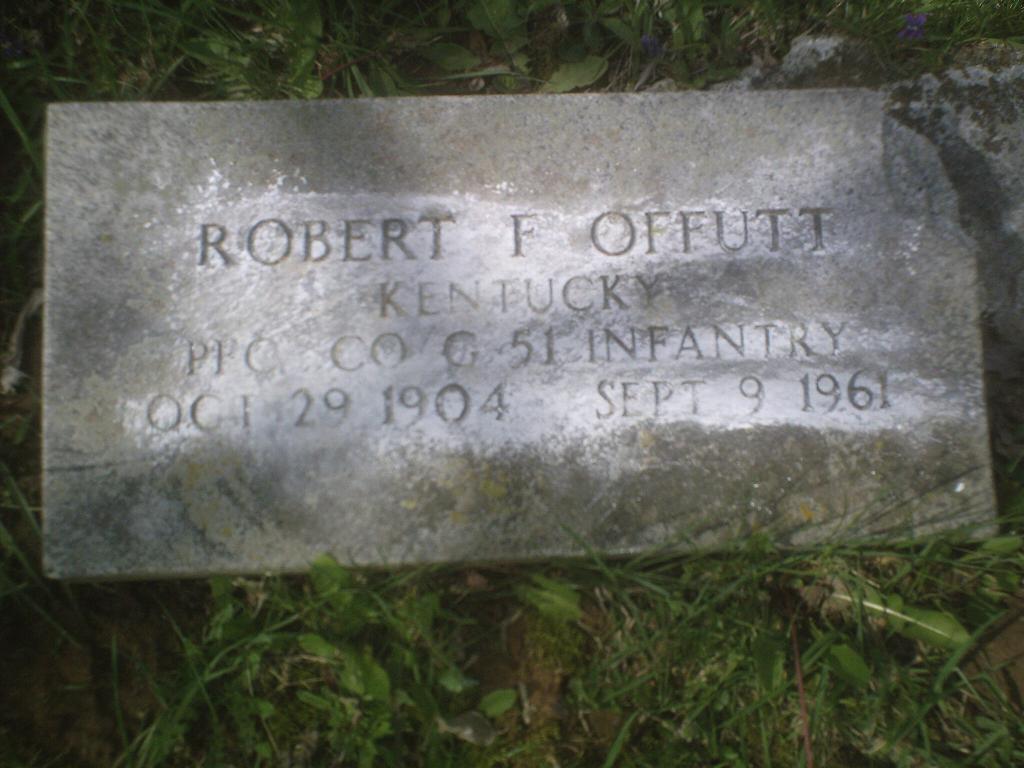 ROBERT F OFFUTT
KENTUCKY
PFC CO G 51 INFANTRY
OCT 29 1904 SEPT 9 1961